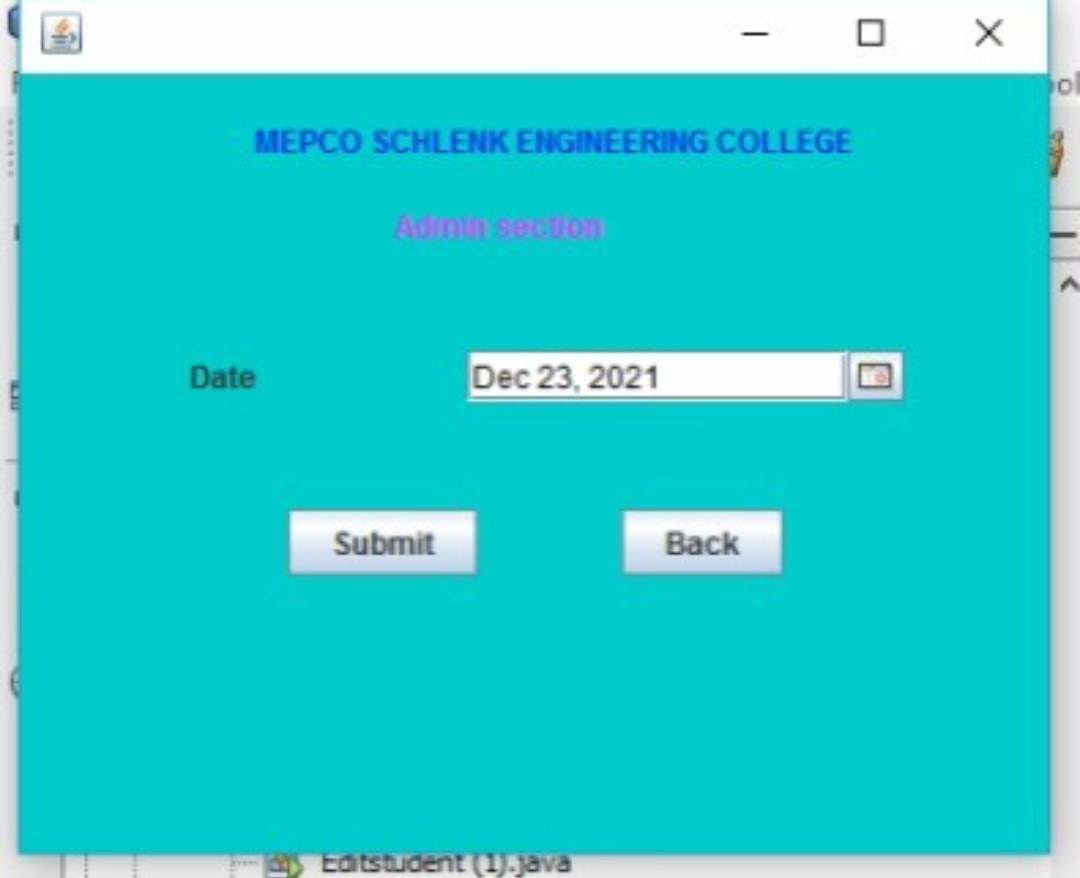 MEPCO SCHLENK ENGINEERING COLLEGE
Admin section
Date
Dec 23, 2021
Submit
Back
Editstudent (1).java